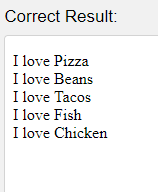 Correct Result:
I love Pizza
I love Beans
I love Tacos
I love Fish
I love Chicken